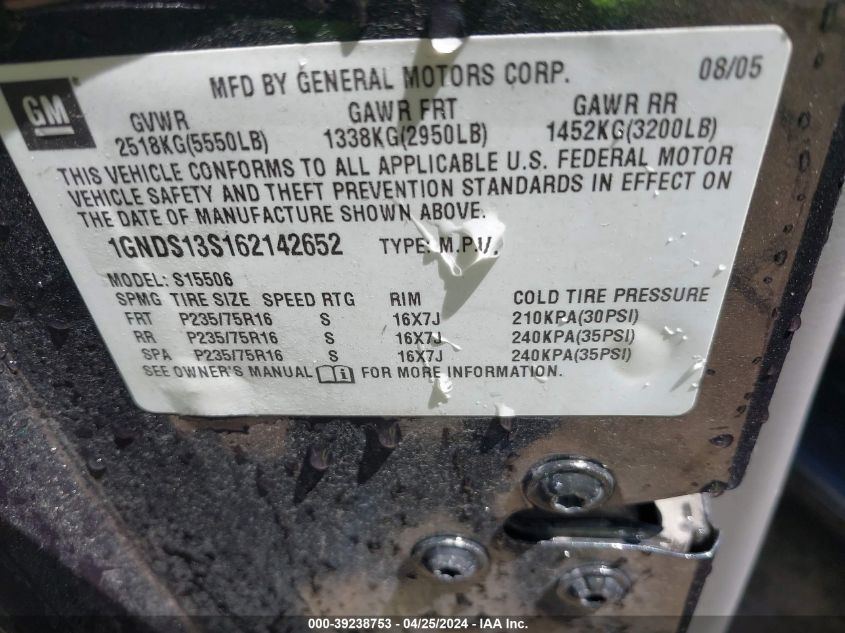 MFD BY GENERAL MOTORS CORP. 08/05
GM
GVWR GAWR FRT GAWR RR
2518KG(5550LB) 1338KG(2950LB) 1452KG(3200LB)
THIS VEHICLE CONFORMS TO ALL APPLICABLE U.S. FEDERAL MOTOR
VEHICLE SAFETY AND THEFT PREVENTION STANDARDS IN EFFECT ON
THE DATE OF MANUFACTURE SHOWN ABOVE.
1GNDS13S162142652 TYPE: M.P.V.
MODEL: S15506
SPMG TIRE SIZE SPEED RTG RIM COLD TIRE PRESSURE
FRT P235/75R16 S 16X7J 210KPA(30PSI)
RR P235/75R16 S 16X7J 240KPA(35PSI)
SPA P235/75R16 S 16X7J 240KPA(35PSI)
SEE OWNER'S MANUAL FOR MORE INFORMATION.
000-39238753 - 04/25/2024 - IAA Inc.